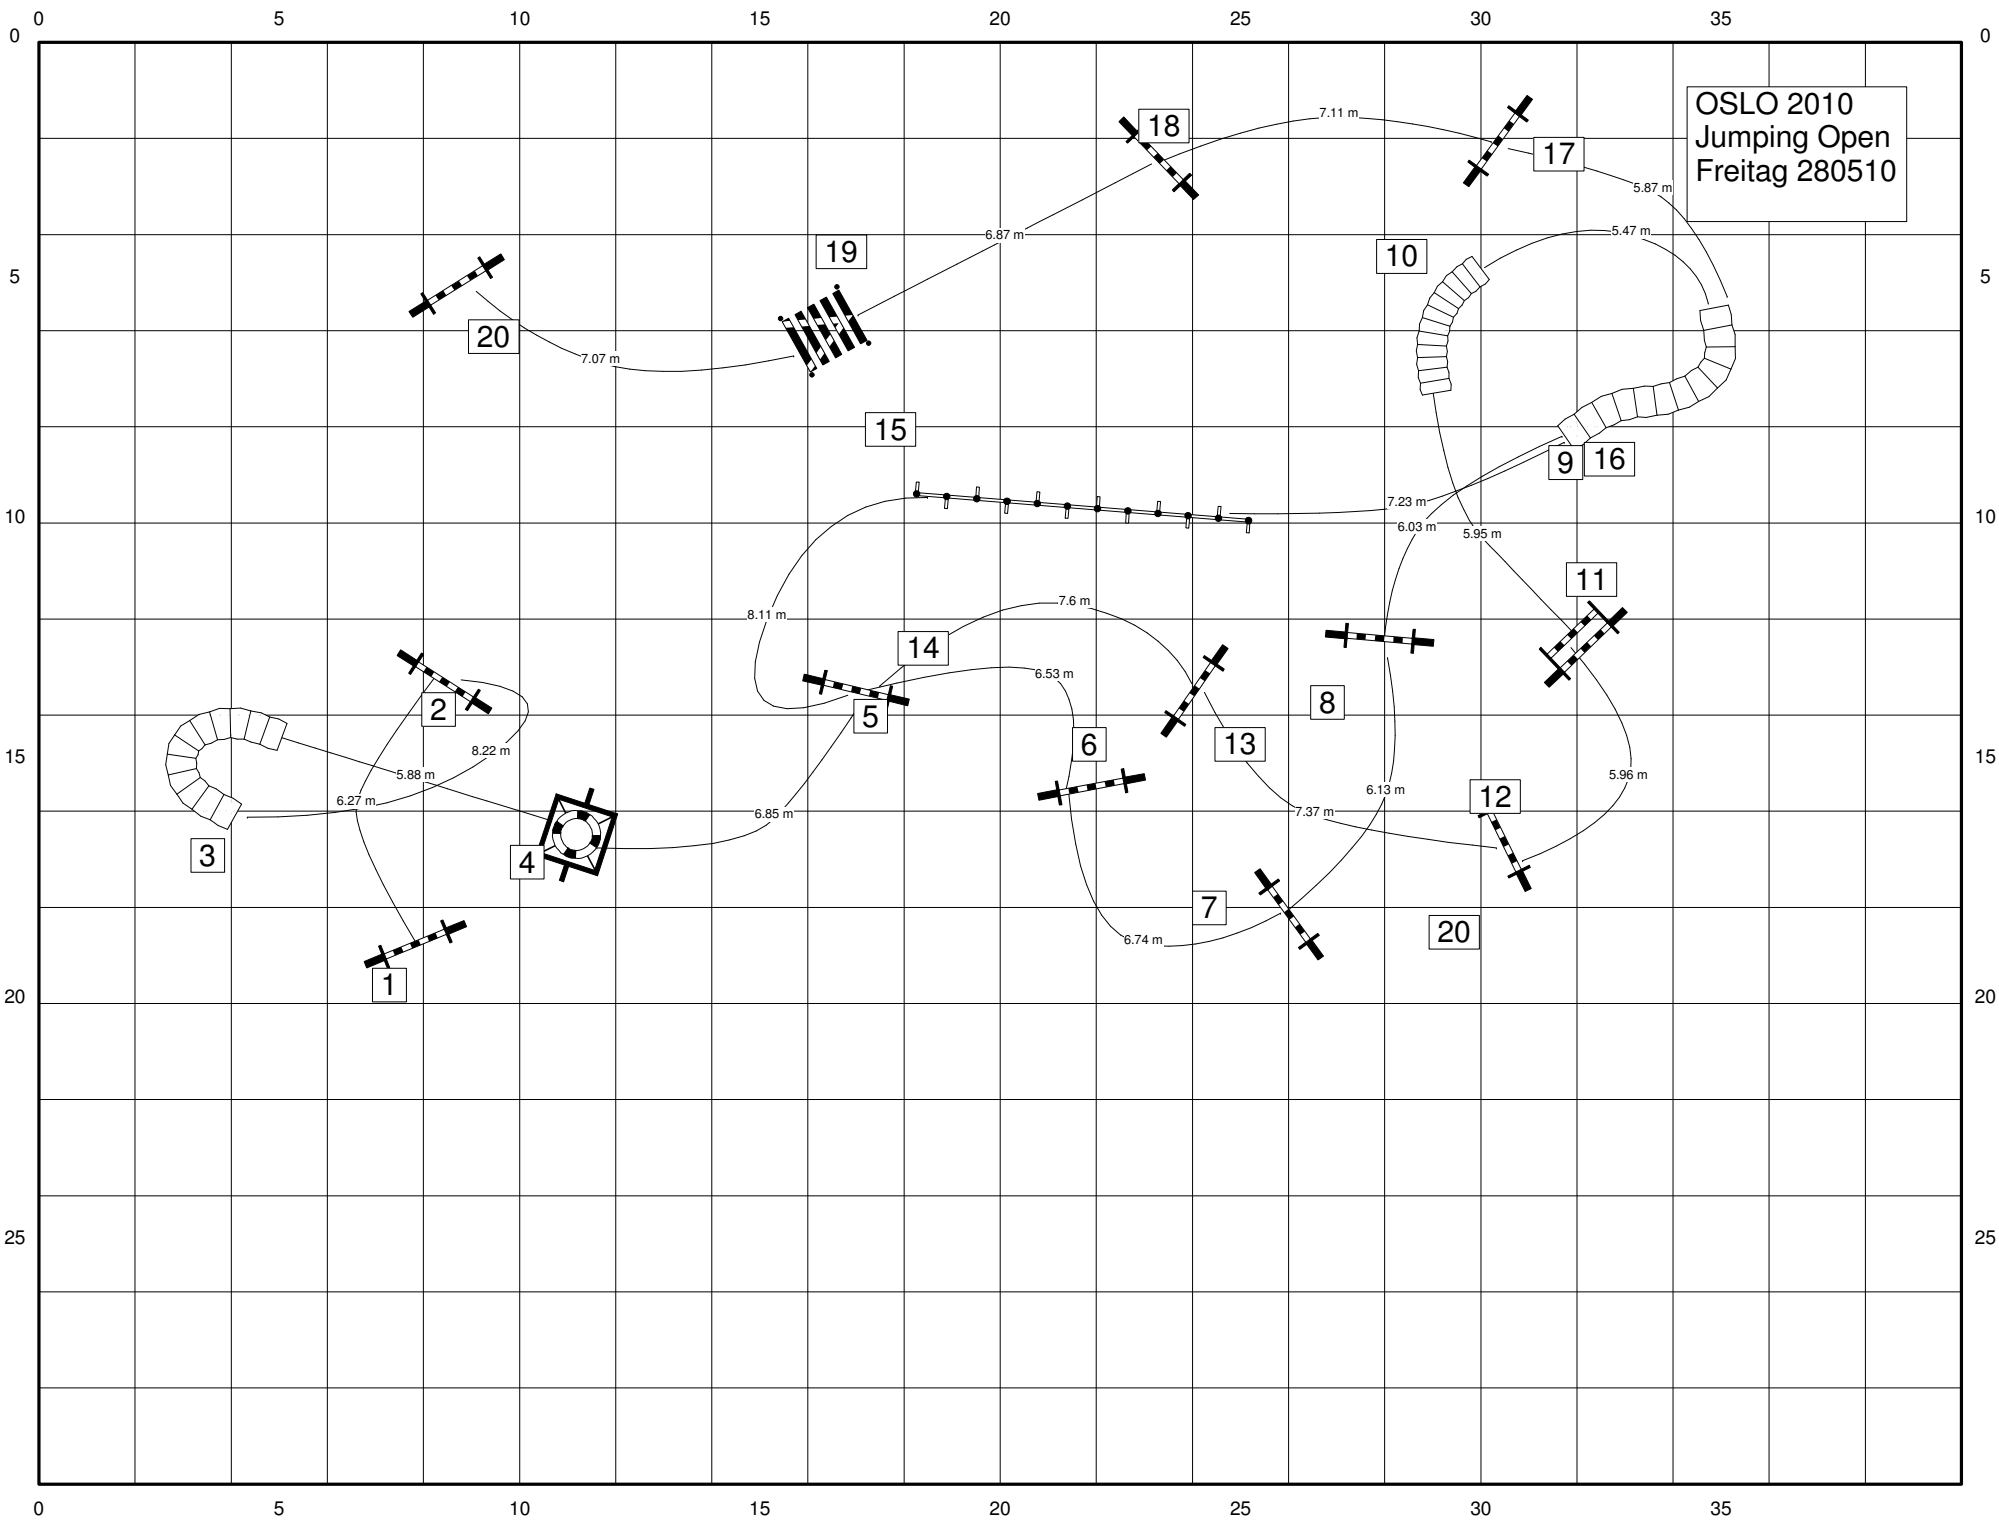 0 5 10 15 20 25 30 35
0 0
OSLO 2010
Jumping Open
Freitag 280510
18
7.11 m
17
5.87 m
6.87 m
5.47 m
19
10
5 5
20
7.07 m
15
9 16
7.23 m
10 10
6.03 m
5.95 m
11
8.11 m
7.6 m
14
6.53 m
2
5
8
6
13
8.22 m
15 15
5.88 m
5.96 m
6.13 m
12
6.27 m
6.85 m
7.37 m
3
4
7
20
6.74 m
1
20 20
25 25
0 5 10 15 20 25 30 35